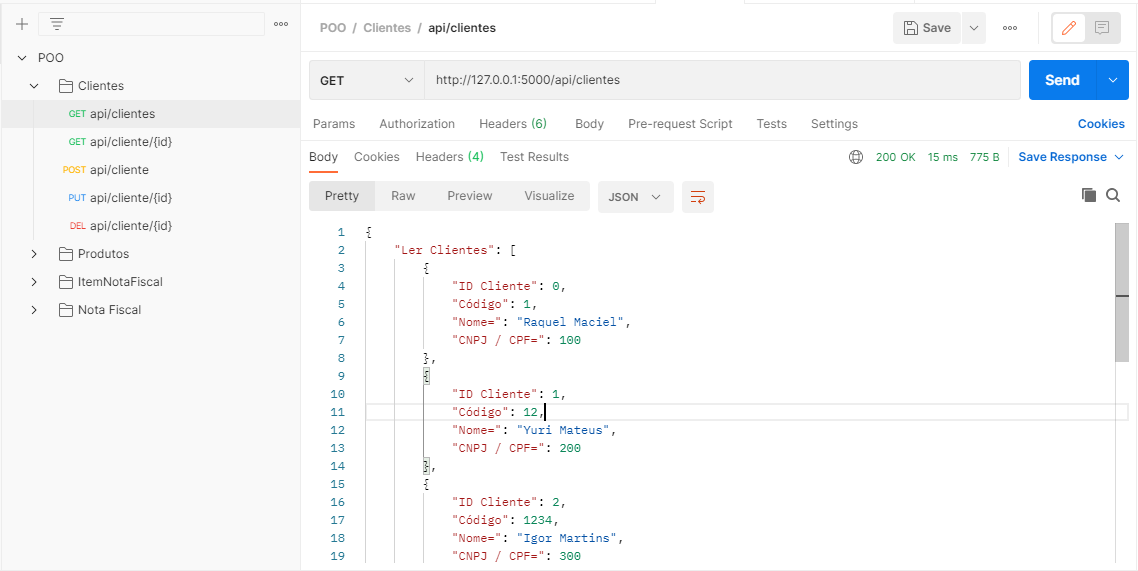 POO
Clientes
GET api/clientes
GET api/cliente/{id}
POST api/cliente
PUT api/cliente/{id}
DEL api/cliente/{id}
Produtos
ItemNotaFiscal
Nota Fiscal
POO / Clientes / api/clientes
Save
GET http://127.0.0.1:5000/api/clientes Send
Params Authorization Headers (6) Body Pre-request Script Tests Settings Cookies
Body Cookies Headers (4) Test Results 200 OK 15 ms 775 B Save Response
Pretty Raw Preview Visualize JSON
1 {
2 "Ler Clientes": [
3 {
4 "ID Cliente": 0,
5 "Código": 1,
6 "Nome=": "Raquel Maciel",
7 "CNPJ / CPF=": 100
8 },
9 {
10 "ID Cliente": 1,
11 "Código": 12,
12 "Nome=": "Yuri Mateus",
13 "CNPJ / CPF=": 200
14 },
15 {
16 "ID Cliente": 2,
17 "Código": 1234,
18 "Nome=": "Igor Martins",
19 "CNPJ / CPF=": 300